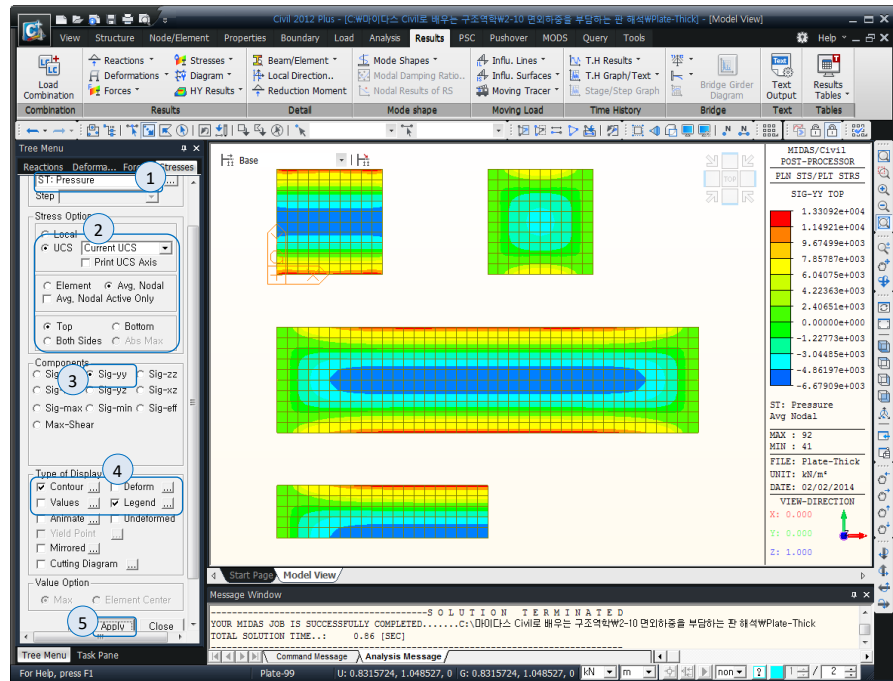 Civil 2012 Plus - [C:₩마이다스 Civil로 배우는 구조역학₩2-10 면외하중을 부담하는 판 해석₩Plate-Thick] - [Model View]
View Structure Node/Element Properties Boundary Load Analysis Results PSC Pushover MODS Query Tools Help
Load Combination
Reactions
Deformations
Forces
Stresses
Diagram
HY Results
Beam/Element
Local Direction..
Reduction Moment
Mode Shapes
Modal Damping Ratio..
Nodal Results of RS
Influ. Lines
Influ. Surfaces
Moving Tracer
T.H Results
T.H Graph/Text
Stage/Step Graph
Bridge Girder Diagram
Text Output
Results Tables
Combination Results Detail Mode shape Moving Load Time History Bridge Text Tables
Tree Menu
Reactions Deforma... Forc Stresses
ST: Pressure ...
1
Step
Stress Optio
2
Local
UCS Current UCS
Print UCS Axis
Element Avg, Nodal
Avg, Nodal Active Only
Top Bottom
Both Sides Abs Max
Components
Sig- Sig-yy Sig-zz
3
Sig- Sig-yz Sig-xz
Sig-max Sig-min Sig-eff
Max-Shear
Type of Display
4
Contour ... Deform ...
Values ... Legend ...
Animate ... Undeformed
Yield Point ...
Mirrored ...
Cutting Diagram ...
Value Option
Max Element Center
5
Apply Close
Tree Menu Task Pane
Base
TOP
MIDAS/Civil
POST-PROCESSOR
PLN STS/PLT STRS
SIG-YY TOP
1.33092e+004
1.14921e+004
9.67499e+003
7.85787e+003
6.04075e+003
4.22363e+003
2.40651e+003
0.00000e+000
-1.22773e+003
-3.04485e+003
-4.86197e+003
-6.67909e+003
ST: Pressure
Avg Nodal
MAX : 92
MIN : 41
FILE: Plate-Thick
UNIT: kN/m²
DATE: 02/02/2014
VIEW-DIRECTION
X: 0.000
Y: 0.000
Z: 1.000
Z
Start Page Model View
Message Window
SOLUTION TERMINATED
YOUR MIDAS JOB IS SUCCESSFULLY COMPLETED.......C:\마이다스 Civil로 배우는 구조역학₩2-10 면외하중을 부담하는 판 해석₩Plate-Thick
TOTAL SOLUTION TIME..: 0.86 [SEC]
Command Message Analysis Message
For Help, press F1 Plate-99 U: 0.8315724, 1.048527, 0 G: 0.8315724, 1.048527, 0 kN m non ? 1 / 2